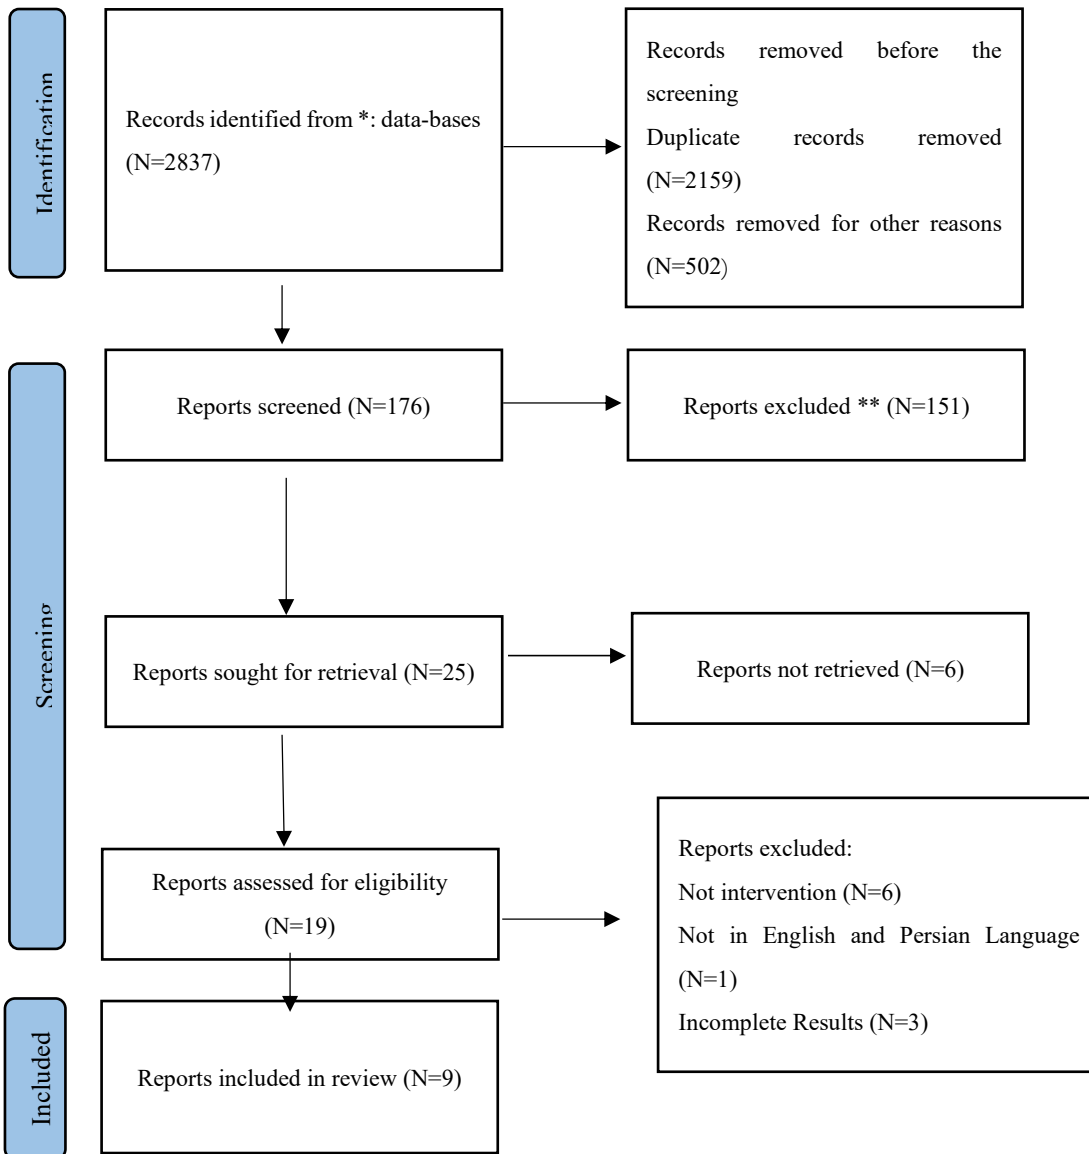 Identification
Records identified from *: data-bases
(N=2837)
Records removed before the
screening
Duplicate records removed
(N=2159)
Records removed for other reasons
(N=502)
Screening
Reports screened (N=176)
Reports excluded ** (N=151)
Reports sought for retrieval (N=25)
Reports not retrieved (N=6)
Reports assessed for eligibility
(N=19)
Reports excluded:
Not intervention (N=6)
Not in English and Persian Language
(N=1)
Incomplete Results (N=3)
Included
Reports included in review (N=9)